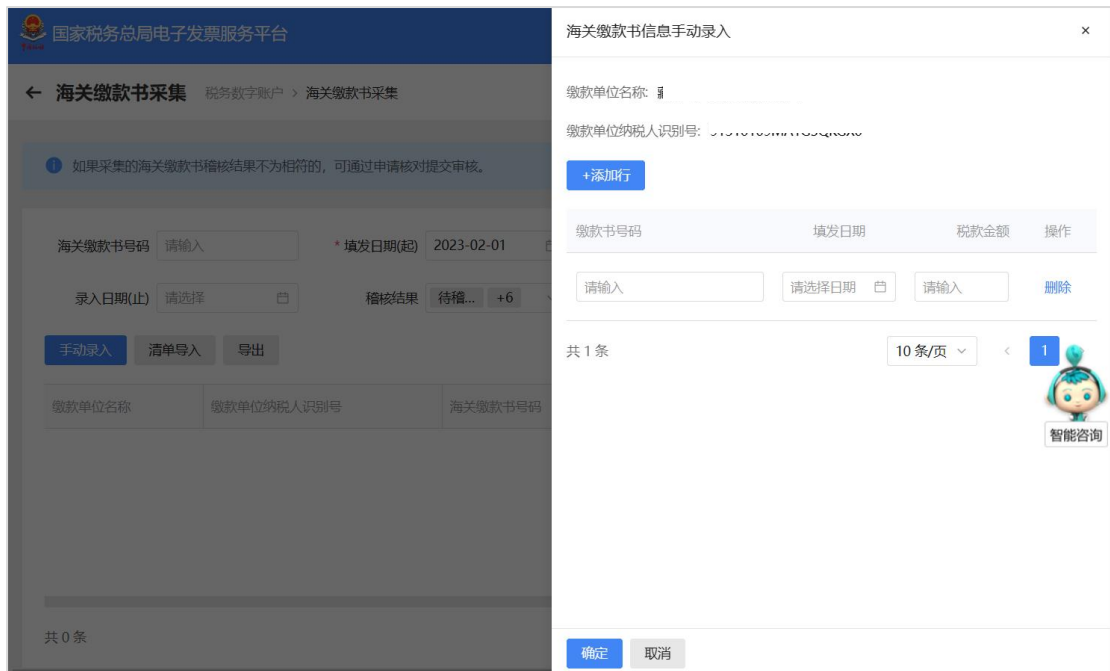 国家税务总局电子发票服务平台
海关缴款书采集 税务数字账户 > 海关缴款书采集
如果采集的海关缴款书稽核结果不为相符的，可通过申请核对提交审核。
海关缴款书号码 请输入 * 填发日期(起) 2023-02-01
录入日期(止) 请选择 稽核结果 待稽... +6
手动录入 清单导入 导出
缴款单位名称 缴款单位纳税人识别号 海关缴款书号码
共 0 条
海关缴款书信息手动录入 ×
缴款单位名称:
缴款单位纳税人识别号:
+添加行
缴款书号码 填发日期 税款金额 操作
请输入 请选择日期 请输入 删除
共 1 条 10 条/页 < 1
智能咨询
确定 取消